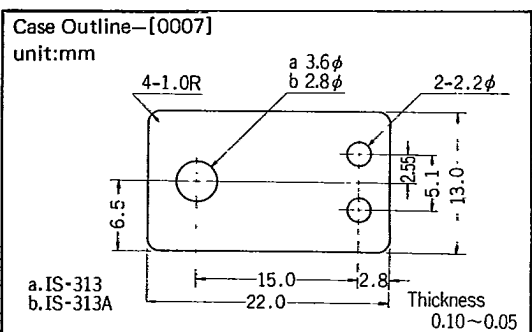 Case Outline–[0007]
unit:mm
a 3.6ϕ
4-1.0R
b 2.8ϕ
2-2.2ϕ
2.55
5.1
13.0
6.5
15.0
2.8
a.IS-313
b.IS-313A
22.0
Thickness
0.10~0.05